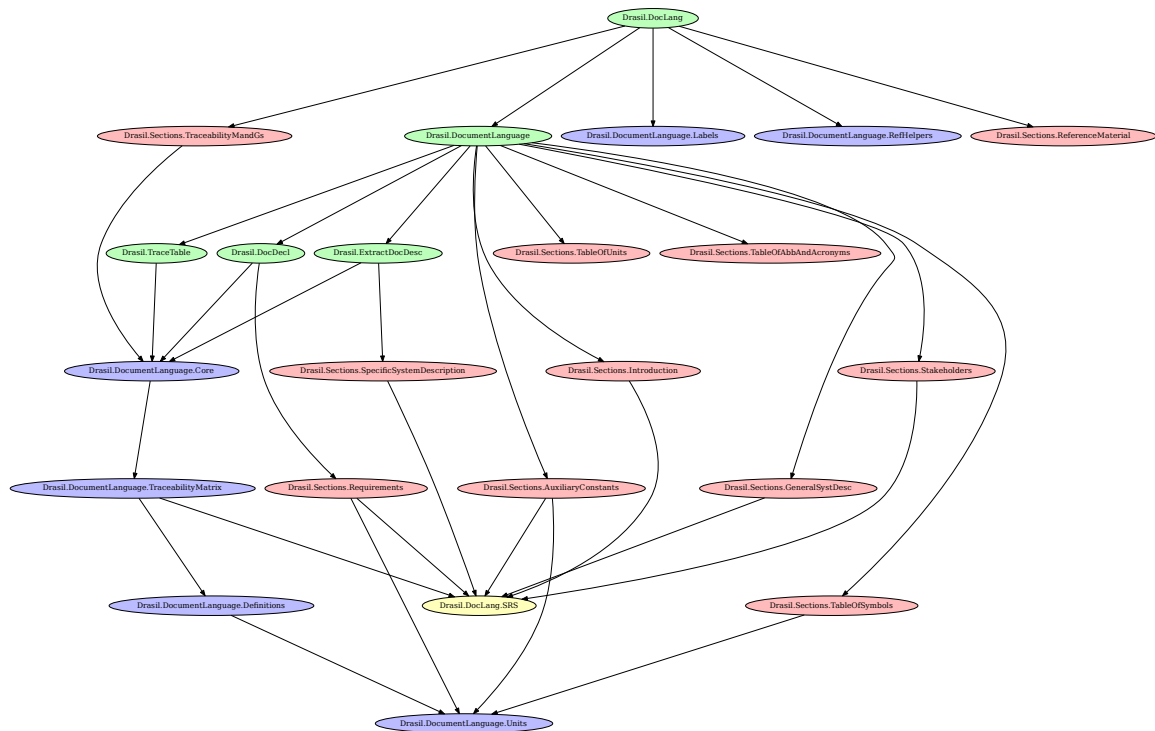 Drasil.DocLang
Drasil.Sections.TraceabilityMandGs
Drasil.DocumentLanguage
Drasil.DocumentLanguage.Labels
Drasil.DocumentLanguage.RefHelpers
Drasil.Sections.ReferenceMaterial
Drasil.TraceTable
Drasil.DocDecl
Drasil.ExtractDocDesc
Drasil.Sections.TableOfUnits
Drasil.Sections.TableOfAbbAndAcronyms
Drasil.DocumentLanguage.Core
Drasil.Sections.SpecificSystemDescription
Drasil.Sections.Introduction
Drasil.Sections.Stakeholders
Drasil.DocumentLanguage.TraceabilityMatrix
Drasil.Sections.Requirements
Drasil.Sections.AuxiliaryConstants
Drasil.Sections.GeneralSystDesc
Drasil.DocumentLanguage.Definitions
Drasil.DocLang.SRS
Drasil.Sections.TableOfSymbols
Drasil.DocumentLanguage.Units